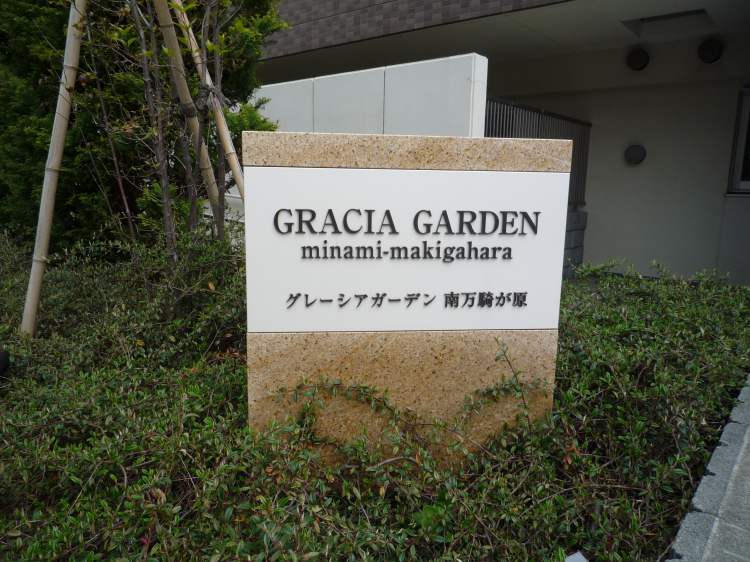 GRACIA GARDEN
minami-makigahara
グレーシアガーデン 南万騎が原